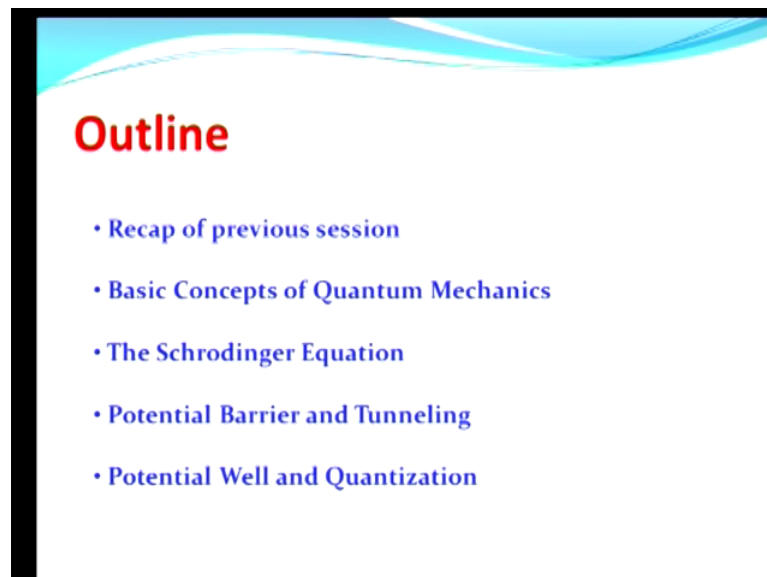 Outline
• Recap of previous session
• Basic Concepts of Quantum Mechanics
• The Schrodinger Equation
• Potential Barrier and Tunneling
• Potential Well and Quantization